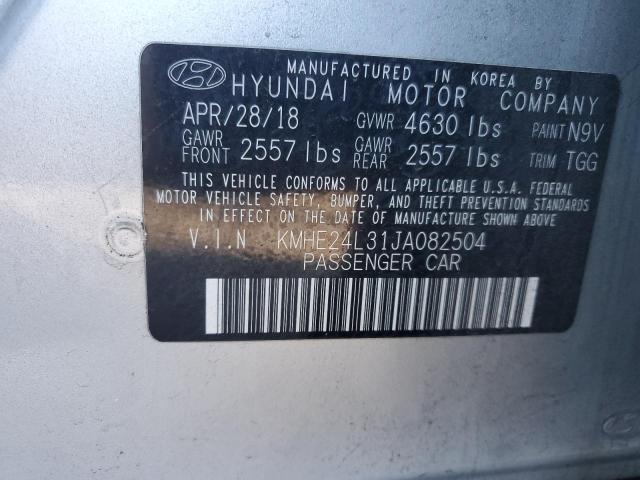 MANUFACTURED IN KOREA BY
HYUNDAI MOTOR COMPANY
APR/28/18 GVWR 4630 lbs PAINT N9V
GAWR FRONT 2557 lbs GAWR REAR 2557 lbs TRIM TGG
THIS VEHICLE CONFORMS TO ALL APPLICABLE U.S.A. FEDERAL
MOTOR VEHICLE SAFETY, BUMPER, AND THEFT PREVENTION STANDARDS
IN EFFECT ON THE DATE OF MANUFACTURE SHOWN ABOVE
V.I.N KMHE24L31JA082504
PASSENGER CAR